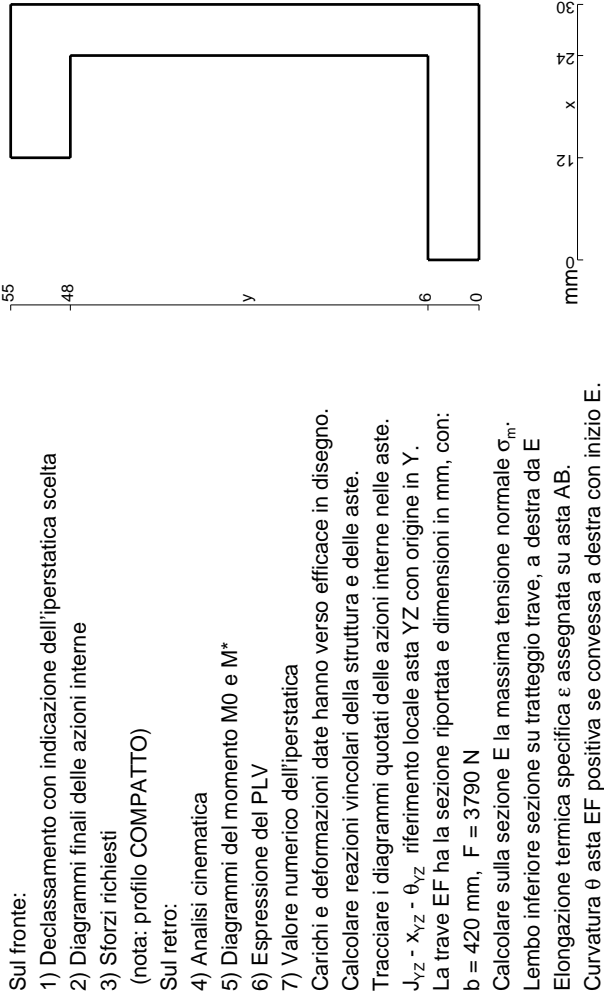 Sul fronte:
1) Declassamento con indicazione dell'iperstatica scelta
2) Diagrammi finali delle azioni interne
3) Sforzi richiesti
(nota: profilo COMPATTO)
Sul retro:
4) Analisi cinematica
5) Diagrammi del momento M0 e M*
6) Espressione del PLV
7) Valore numerico dell'iperstatica
Carichi e deformazioni date hanno verso efficace in disegno.
Calcolare reazioni vincolari della struttura e delle aste.
Tracciare i diagrammi quotati delle azioni interne nelle aste.
J_YZ - x_YZ - θ_YZ riferimento locale asta YZ con origine in Y.
La trave EF ha la sezione riportata e dimensioni in mm, con:
b = 420 mm, F = 3790 N
Calcolare sulla sezione E la massima tensione normale σ_m.
Lembo inferiore sezione su tratteggio trave, a destra da E
Elongazione termica specifica ε assegnata su asta AB.
Curvatura θ asta EF positiva se convessa a destra con inizio E.
55
48
y
6
0
mm
0
12
x
24
30